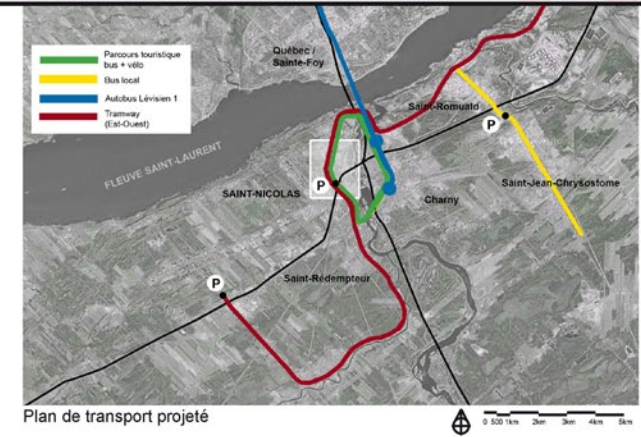 Parcours touristique
bus + vélo
Bus local
Autobus Lévisien 1
Tramway
(Est-Ouest)
Québec /
Sainte-Foy
Saint-Romuald
P
FLEUVE SAINT-LAURENT
Saint-Jean-Chrysostome
P
SAINT-NICOLAS
Charny
Saint-Rédempteur
P
Plan de transport projeté
0 500 1km 2km 3km 4km 5km